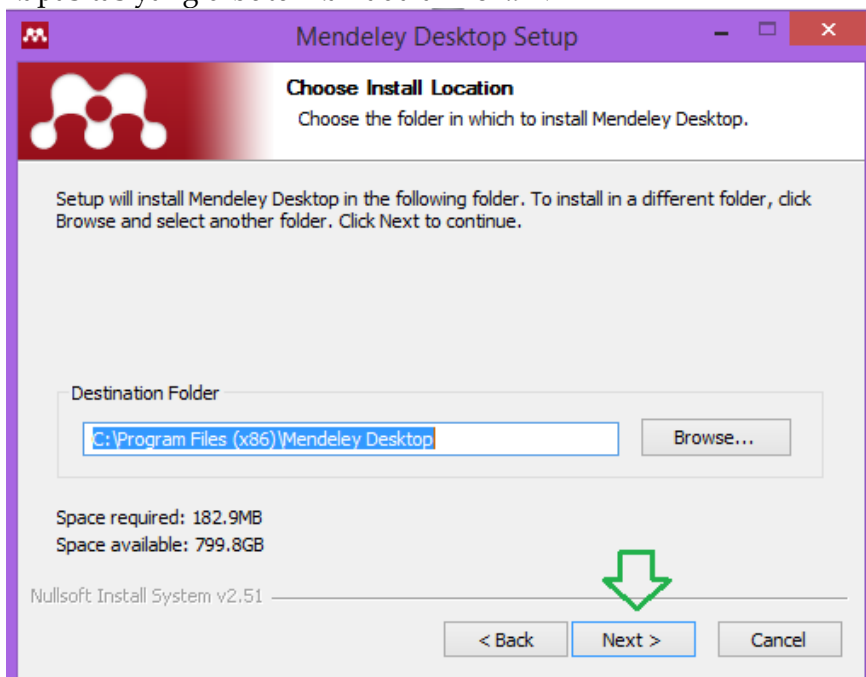 yang
Mendeley Desktop Setup
Choose Install Location
Choose the folder in which to install Mendeley Desktop.
Setup will install Mendeley Desktop in the following folder. To install in a different folder, click
Browse and select another folder. Click Next to continue.
Destination Folder
C:\Program Files (x86)\Mendeley Desktop
Browse...
Space required: 182.9MB
Space available: 799.8GB
Nullsoft Install System v2.51
< Back Next > Cancel